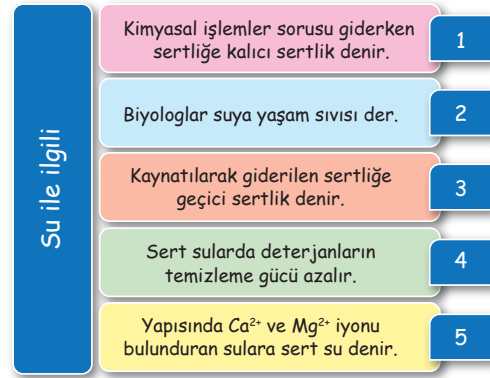 Su ile ilgili
Kimyasal işlemler sorusu giderken
sertliğe kalıcı sertlik denir.
1
Biyologlar suya yaşam sıvısı der.
2
Kaynatılarak giderilen sertliğe
geçici sertlik denir.
3
Sert sularda deterjanların
temizleme gücü azalır.
4
Yapısında Ca²⁺ ve Mg²⁺ iyonu
bulunduran sulara sert su denir.
5